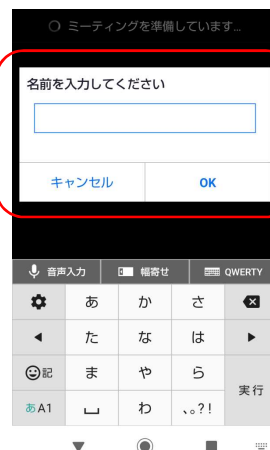 ミーティングを準備しています...
名前を入力してください
キャンセル OK
音声入力 幅寄せ QWERTY
あ か さ
た な は
記 ま や ら
実行
あA1 わ 、。?!